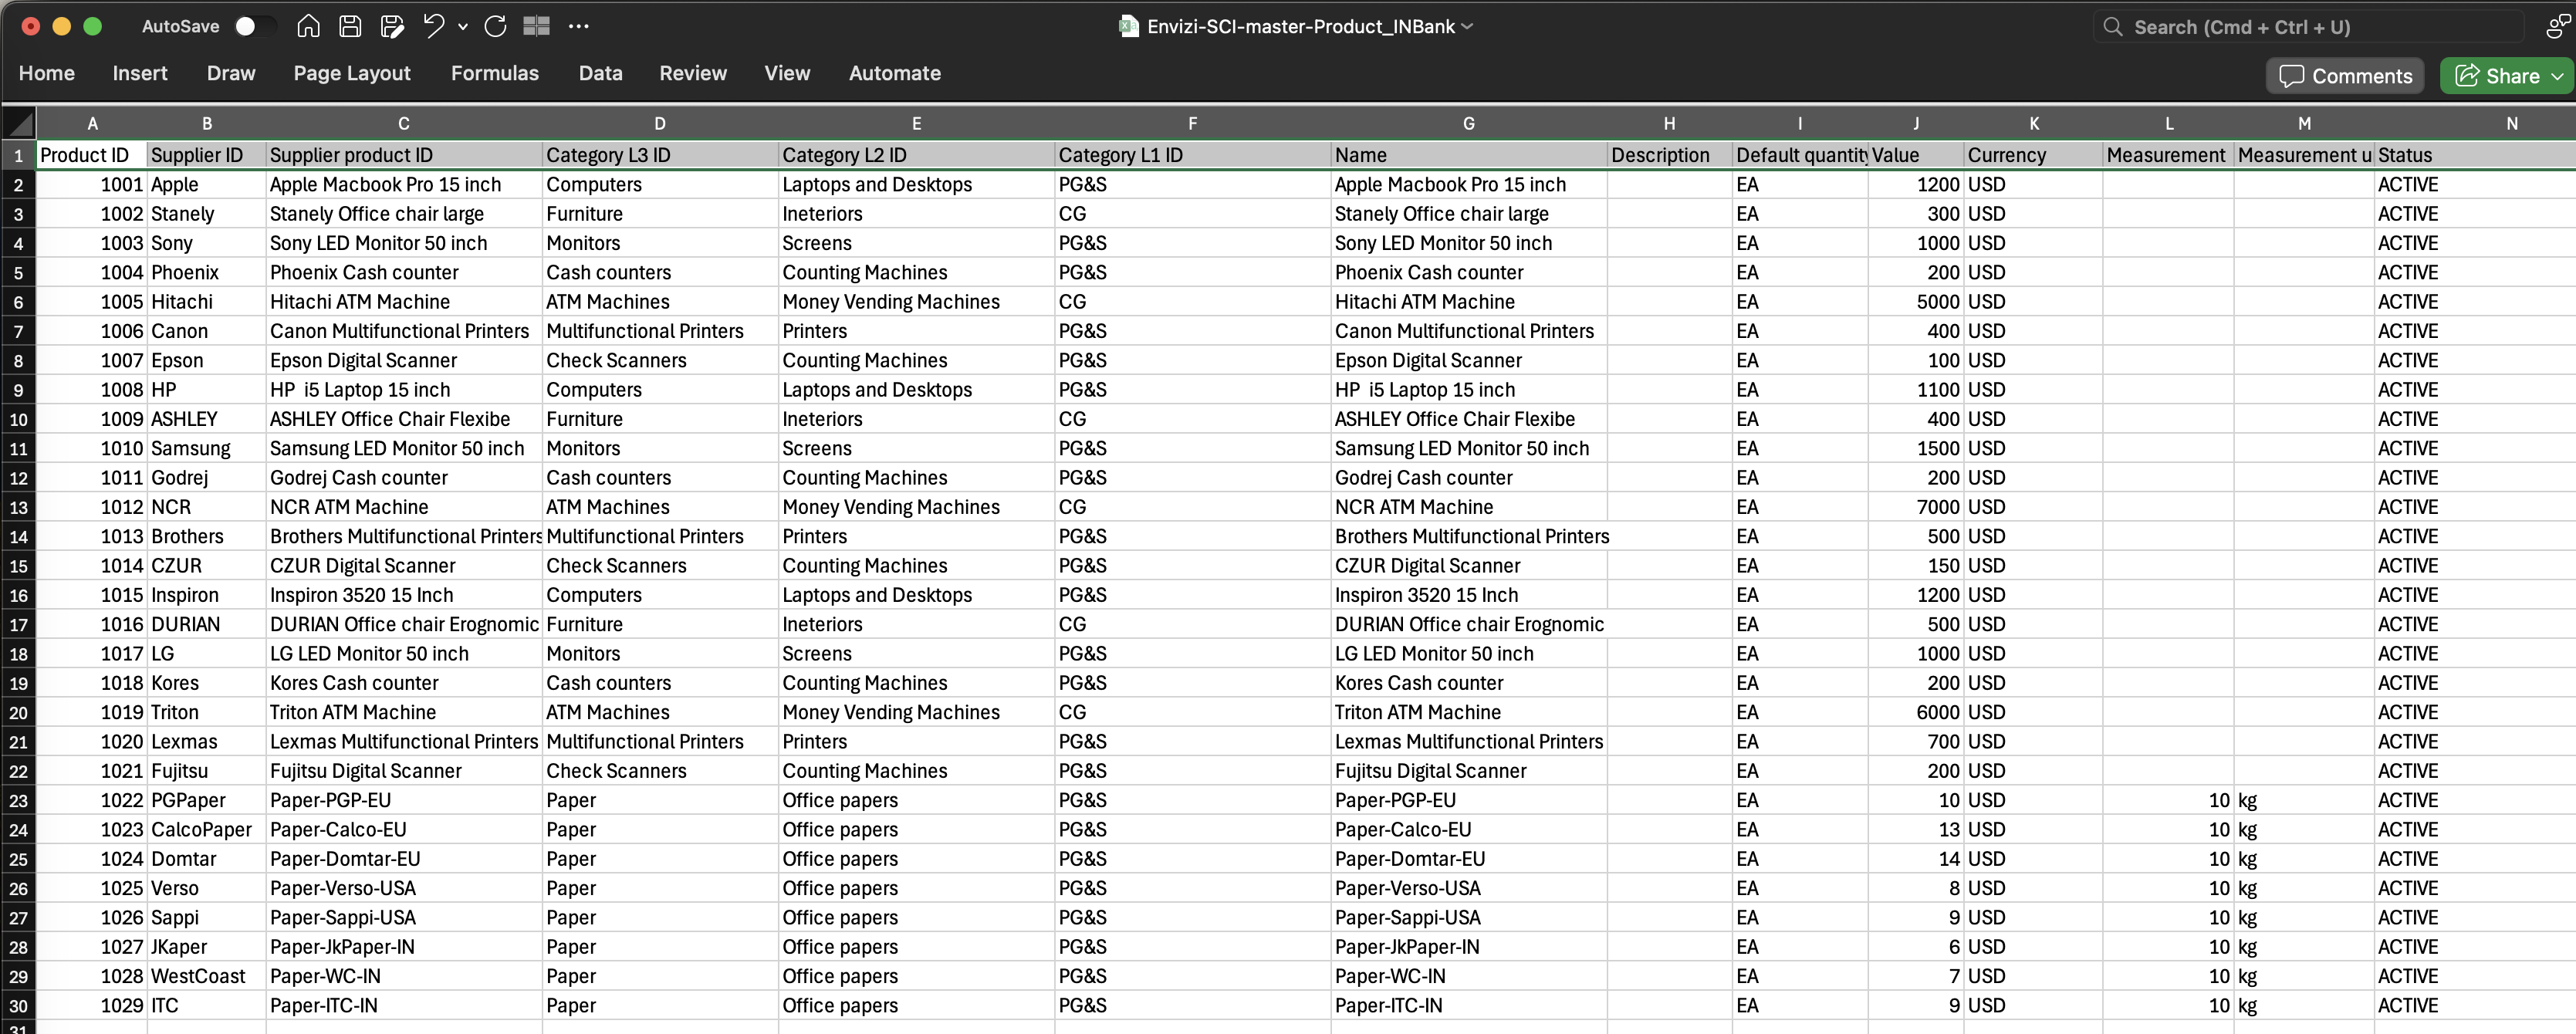 AutoSave Envizi-SCI-master-Product_INBank Search (Cmd + Ctrl + U)
Home Insert Draw Page Layout Formulas Data Review View Automate Comments Share
A B C D E F G H I J K L M N
1 Product ID Supplier ID Supplier product ID Category L3 ID Category L2 ID Category L1 ID Name Description Default quantity Value Currency Measurement Measurement u Status
2 1001 Apple Apple Macbook Pro 15 inch Computers Laptops and Desktops PG&S Apple Macbook Pro 15 inch EA 1200 USD ACTIVE
3 1002 Stanely Stanely Office chair large Furniture Ineteriors CG Stanely Office chair large EA 300 USD ACTIVE
4 1003 Sony Sony LED Monitor 50 inch Monitors Screens PG&S Sony LED Monitor 50 inch EA 1000 USD ACTIVE
5 1004 Phoenix Phoenix Cash counter Cash counters Counting Machines PG&S Phoenix Cash counter EA 200 USD ACTIVE
6 1005 Hitachi Hitachi ATM Machine ATM Machines Money Vending Machines CG Hitachi ATM Machine EA 5000 USD ACTIVE
7 1006 Canon Canon Multifunctional Printers Multifunctional Printers Printers PG&S Canon Multifunctional Printers EA 400 USD ACTIVE
8 1007 Epson Epson Digital Scanner Check Scanners Counting Machines PG&S Epson Digital Scanner EA 100 USD ACTIVE
9 1008 HP HP  i5 Laptop 15 inch Computers Laptops and Desktops PG&S HP  i5 Laptop 15 inch EA 1100 USD ACTIVE
10 1009 ASHLEY ASHLEY Office Chair Flexibe Furniture Ineteriors CG ASHLEY Office Chair Flexibe EA 400 USD ACTIVE
11 1010 Samsung Samsung LED Monitor 50 inch Monitors Screens PG&S Samsung LED Monitor 50 inch EA 1500 USD ACTIVE
12 1011 Godrej Godrej Cash counter Cash counters Counting Machines PG&S Godrej Cash counter EA 200 USD ACTIVE
13 1012 NCR NCR ATM Machine ATM Machines Money Vending Machines CG NCR ATM Machine EA 7000 USD ACTIVE
14 1013 Brothers Brothers Multifunctional Printers Multifunctional Printers Printers PG&S Brothers Multifunctional Printers EA 500 USD ACTIVE
15 1014 CZUR CZUR Digital Scanner Check Scanners Counting Machines PG&S CZUR Digital Scanner EA 150 USD ACTIVE
16 1015 Inspiron Inspiron 3520 15 Inch Computers Laptops and Desktops PG&S Inspiron 3520 15 Inch EA 1200 USD ACTIVE
17 1016 DURIAN DURIAN Office chair Erognomic Furniture Ineteriors CG DURIAN Office chair Erognomic EA 500 USD ACTIVE
18 1017 LG LG LED Monitor 50 inch Monitors Screens PG&S LG LED Monitor 50 inch EA 1000 USD ACTIVE
19 1018 Kores Kores Cash counter Cash counters Counting Machines PG&S Kores Cash counter EA 200 USD ACTIVE
20 1019 Triton Triton ATM Machine ATM Machines Money Vending Machines CG Triton ATM Machine EA 6000 USD ACTIVE
21 1020 Lexmas Lexmas Multifunctional Printers Multifunctional Printers Printers PG&S Lexmas Multifunctional Printers EA 700 USD ACTIVE
22 1021 Fujitsu Fujitsu Digital Scanner Check Scanners Counting Machines PG&S Fujitsu Digital Scanner EA 200 USD ACTIVE
23 1022 PGPaper Paper-PGP-EU Paper Office papers PG&S Paper-PGP-EU EA 10 USD 10 kg ACTIVE
24 1023 CalcoPaper Paper-Calco-EU Paper Office papers PG&S Paper-Calco-EU EA 13 USD 10 kg ACTIVE
25 1024 Domtar Paper-Domtar-EU Paper Office papers PG&S Paper-Domtar-EU EA 14 USD 10 kg ACTIVE
26 1025 Verso Paper-Verso-USA Paper Office papers PG&S Paper-Verso-USA EA 8 USD 10 kg ACTIVE
27 1026 Sappi Paper-Sappi-USA Paper Office papers PG&S Paper-Sappi-USA EA 9 USD 10 kg ACTIVE
28 1027 JKaper Paper-JkPaper-IN Paper Office papers PG&S Paper-JkPaper-IN EA 6 USD 10 kg ACTIVE
29 1028 WestCoast Paper-WC-IN Paper Office papers PG&S Paper-WC-IN EA 7 USD 10 kg ACTIVE
30 1029 ITC Paper-ITC-IN Paper Office papers PG&S Paper-ITC-IN EA 9 USD 10 kg ACTIVE
31